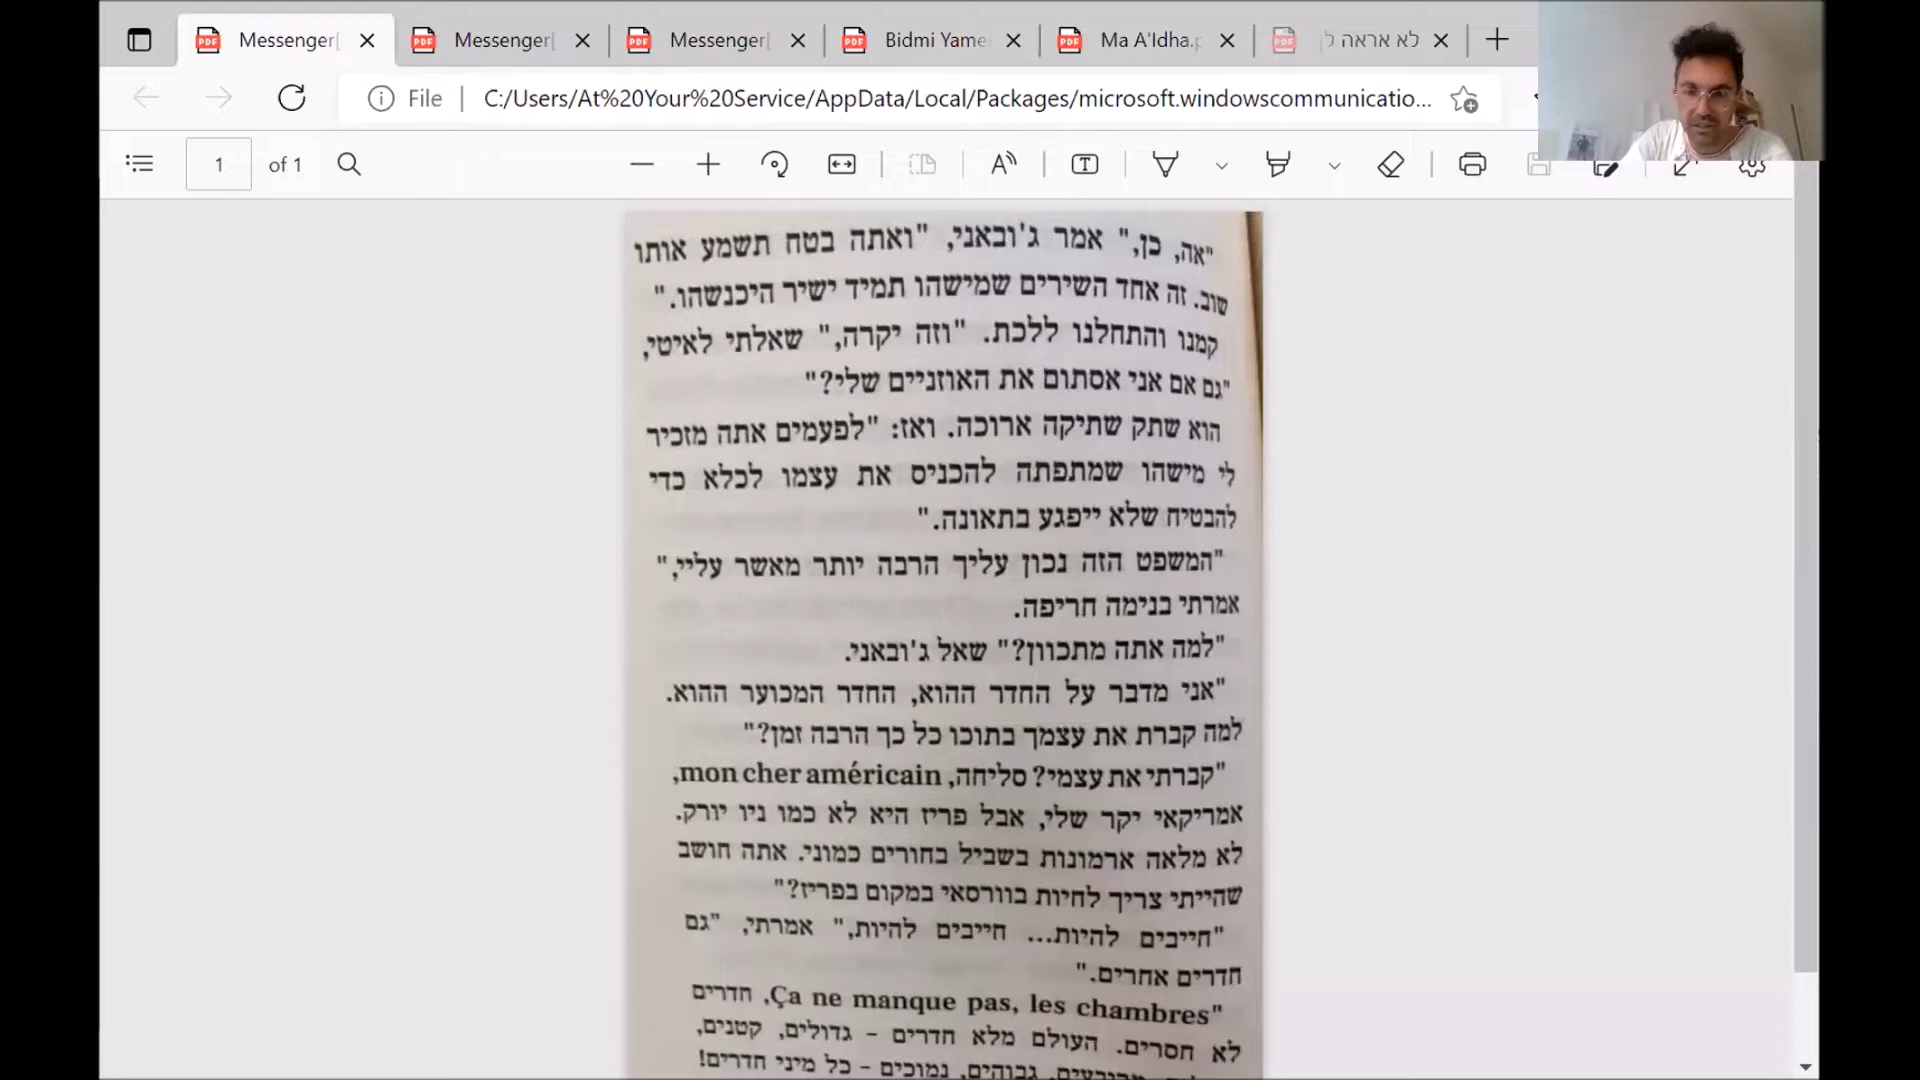 Messenger[
Messenger[
Messenger[
Bidmi Yame
Ma A'ldha.p
לא אראה ל
File
C:/Users/At%20Your%20Service/AppData/Local/Packages/microsoft.windowscommunicatio...
1
of 1
"אה, כן," אמר ג'ובאני, "ואתה בטח תשמע אותו
שוב. זה אחד השירים שמישהו תמיד ישיר היכנשהו."
קמנו והתחלנו ללכת. "וזה יקרה," שאלתי לאיטי,
"גם אם אני אסתום את האוזניים שלי?"
הוא שתק שתיקה ארוכה. ואז: "לפעמים אתה מזכיר
לי מישהו שמתפתה להכניס את עצמו לכלא כדי
להבטיח שלא ייפגע בתאונה."
"המשפט הזה נכון עליך הרבה יותר מאשר עליי,"
אמרתי בנימה חריפה.
"למה אתה מתכוון?" שאל ג'ובאני.
"אני מדבר על החדר ההוא, החדר המכוער ההוא.
למה קברת את עצמך בתוכו כל כך הרבה זמן?"
"קברתי את עצמי? סליחה, mon cher américain,
אמריקאי יקר שלי, אבל פריז היא לא כמו ניו יורק.
לא מלאה ארמונות בשביל בחורים כמוני. אתה חושב
שהייתי צריך לחיות בוורסאי במקום בפריז?"
"חייבים להיות... חייבים להיות," אמרתי, "גם
חדרים אחרים."
"Ça ne manque pas, les chambres, חדרים
לא חסרים. העולם מלא חדרים – גדולים, קטנים,
גבוהים, נמוכים – כל מיני חדרים!